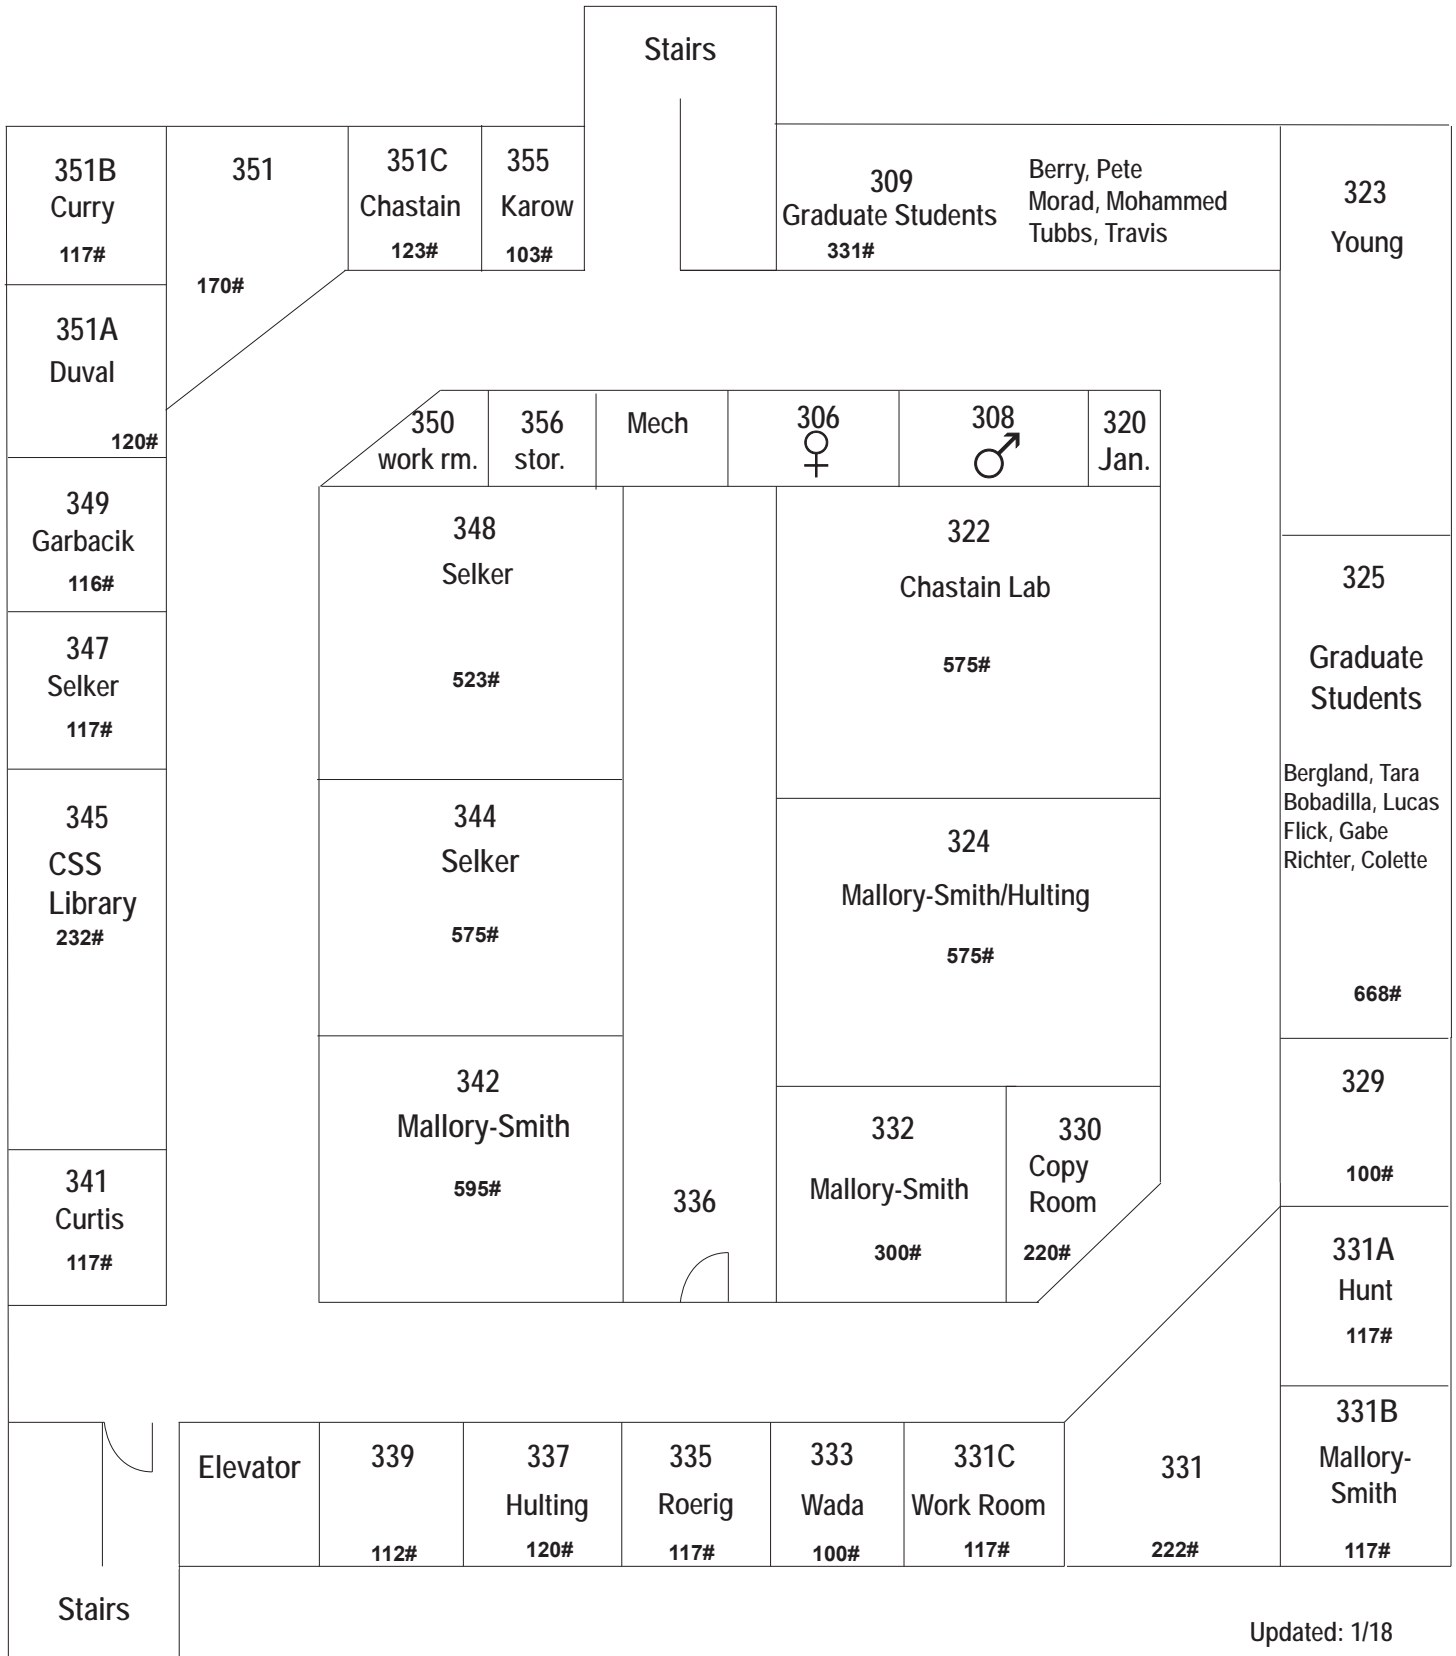 Stairs
351B
Curry
117#
351
170#
351C
Chastain
123#
355
Karow
103#
309
Graduate Students
331#
Berry, Pete
Morad, Mohammed
Tubbs, Travis
323
Young
351A
Duval
120#
350
work rm.
356
stor.
Mech
306
♀
308
♂
320
Jan.
349
Garbacik
116#
348
Selker
523#
322
Chastain Lab
575#
325
Graduate
Students
Bergland, Tara
Bobadilla, Lucas
Flick, Gabe
Richter, Colette
668#
347
Selker
117#
345
CSS
Library
232#
344
Selker
575#
324
Mallory-Smith/Hulting
575#
342
Mallory-Smith
595#
336
332
Mallory-Smith
300#
330
Copy
Room
220#
329
100#
341
Curtis
117#
331A
Hunt
117#
331B
Mallory-
Smith
117#
Elevator
339
112#
337
Hulting
120#
335
Roerig
117#
333
Wada
100#
331C
Work Room
117#
331
222#
Stairs
Updated: 1/18